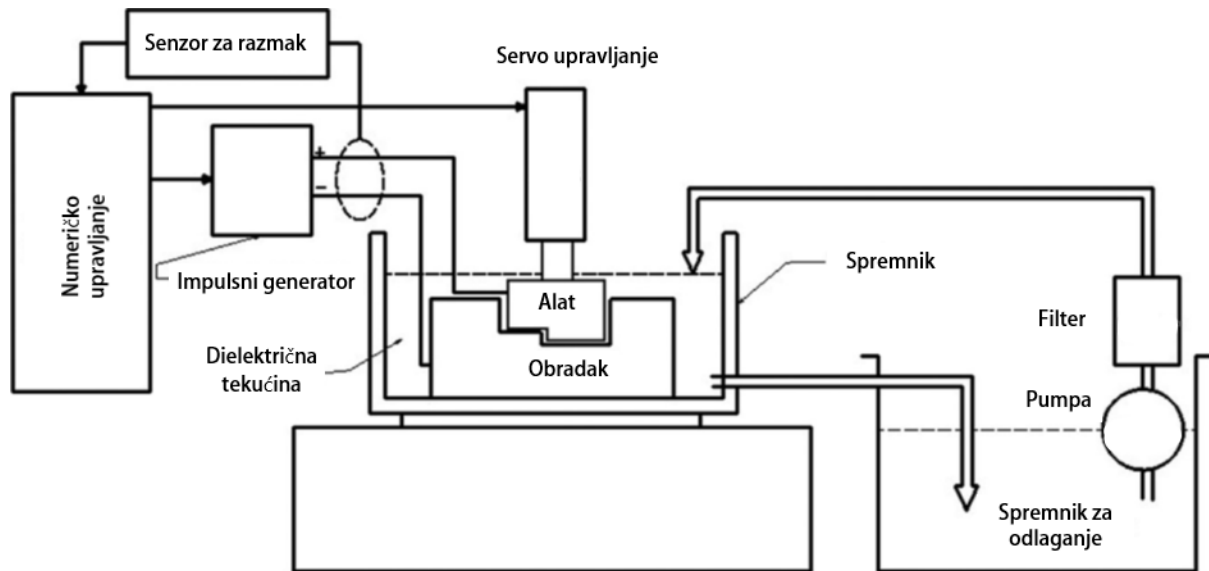 Senzor za razmak
Servo upravljanje
Numeričko
upravljanje
+
−
Impulsni generator
Spremnik
Alat
Filter
Dielektrična
tekućina
Obradak
Pumpa
Spremnik za
odlaganje